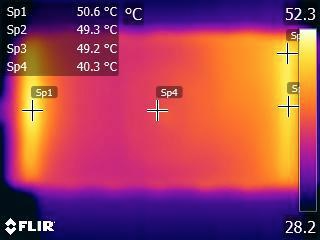 Sp1 50.6 °C °C 52.3
Sp2 49.3 °C
Sp3 49.2 °C
Sp4 40.3 °C
Sp1
Sp4
28.2
◇FLIR